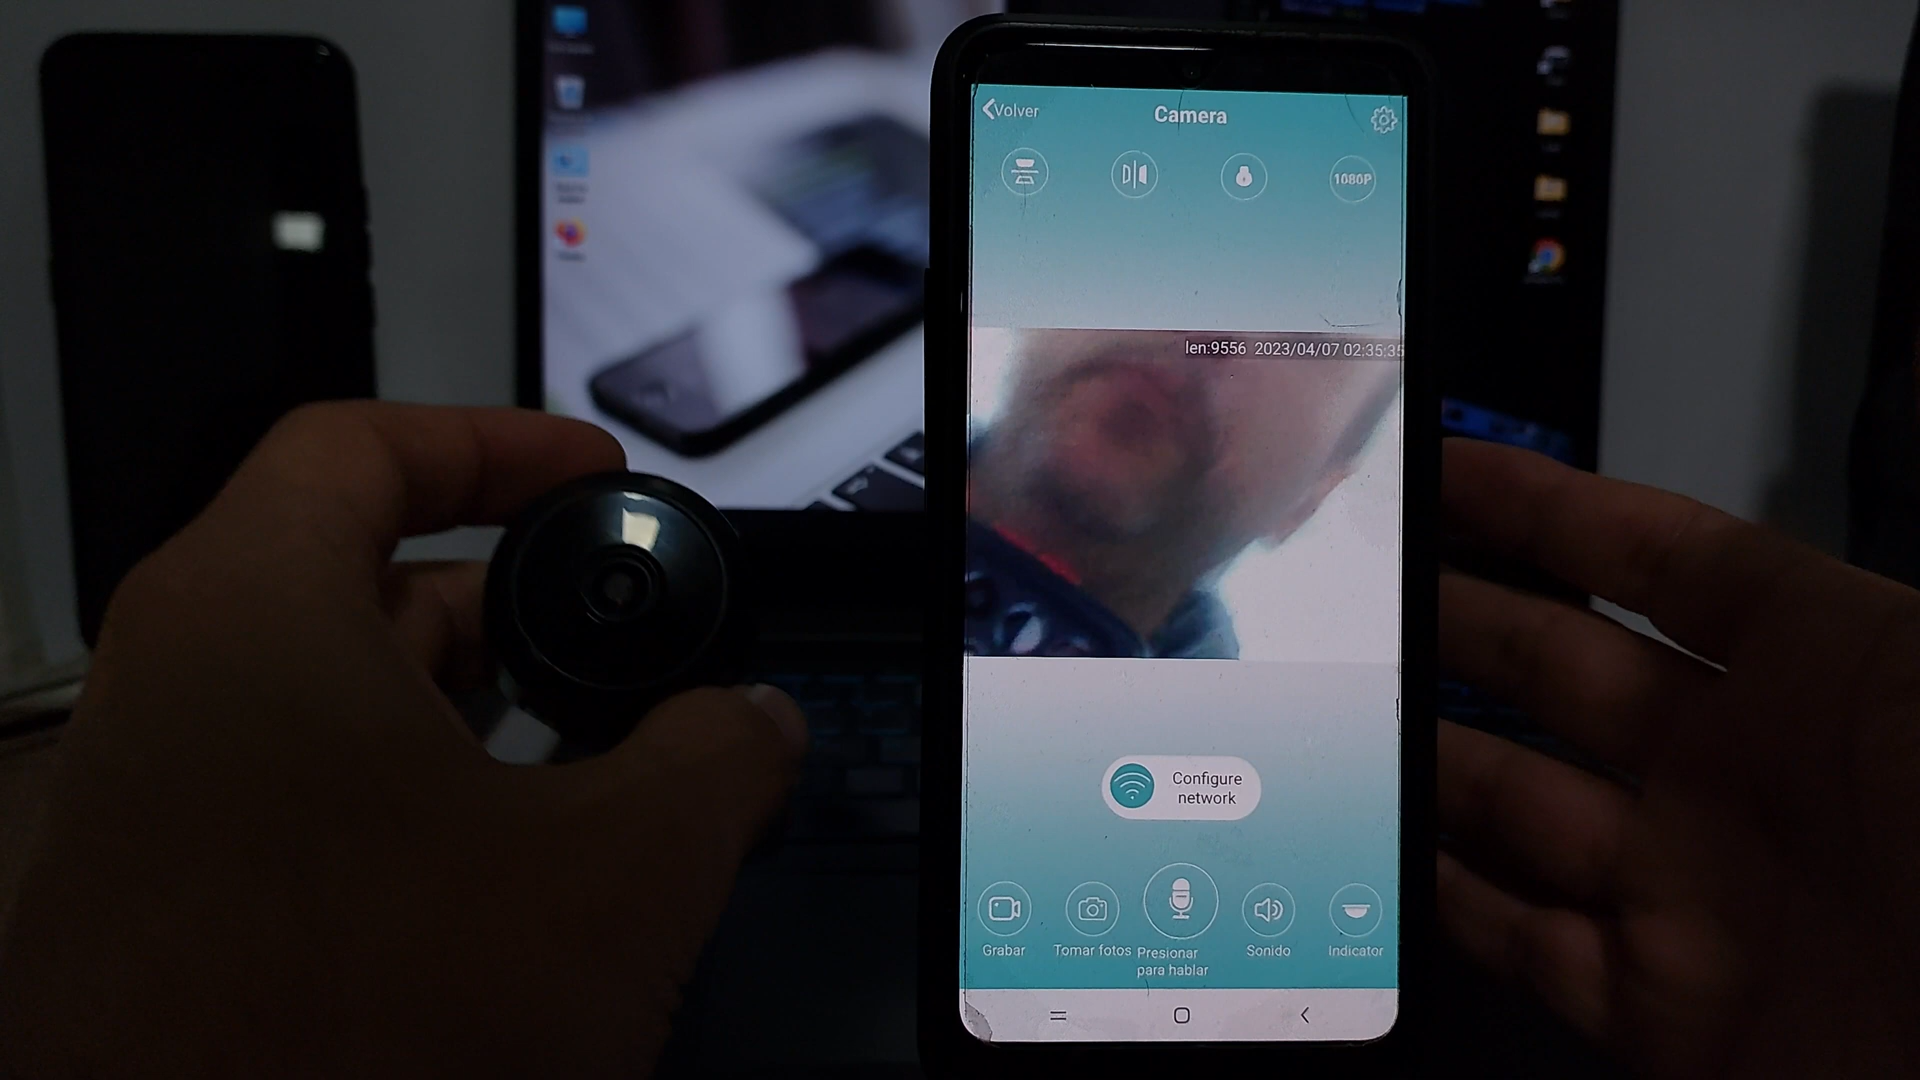 Volver
Camera
1080P
len:9556 2023/04/07 02:35:35
Configure
network
Grabar
Tomar fotos
Presionar
para hablar
Sonido
Indicator